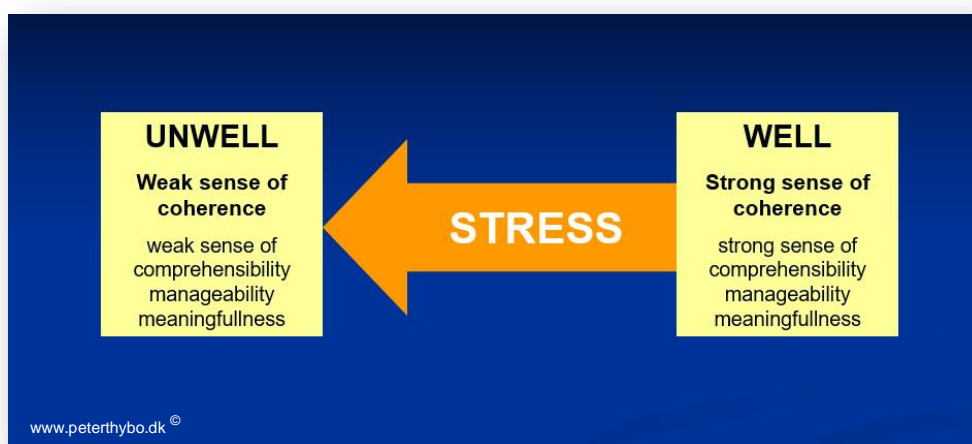 UNWELL
Weak sense of
coherence
weak sense of
comprehensibility
manageability
meaningfullness
STRESS
WELL
Strong sense of
coherence
strong sense of
comprehensibility
manageability
meaningfullness
www.peterthybo.dk ©